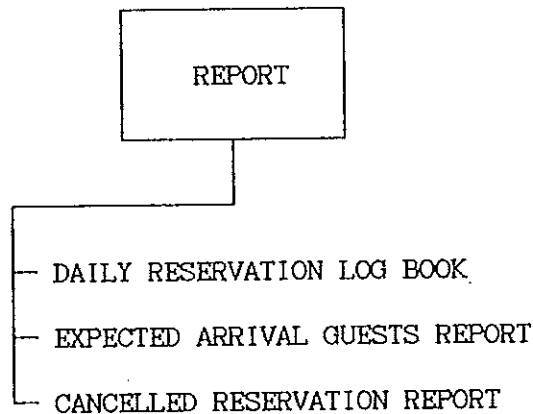 REPORT
DAILY RESERVATION LOG BOOK
EXPECTED ARRIVAL GUESTS REPORT
CANCELLED RESERVATION REPORT